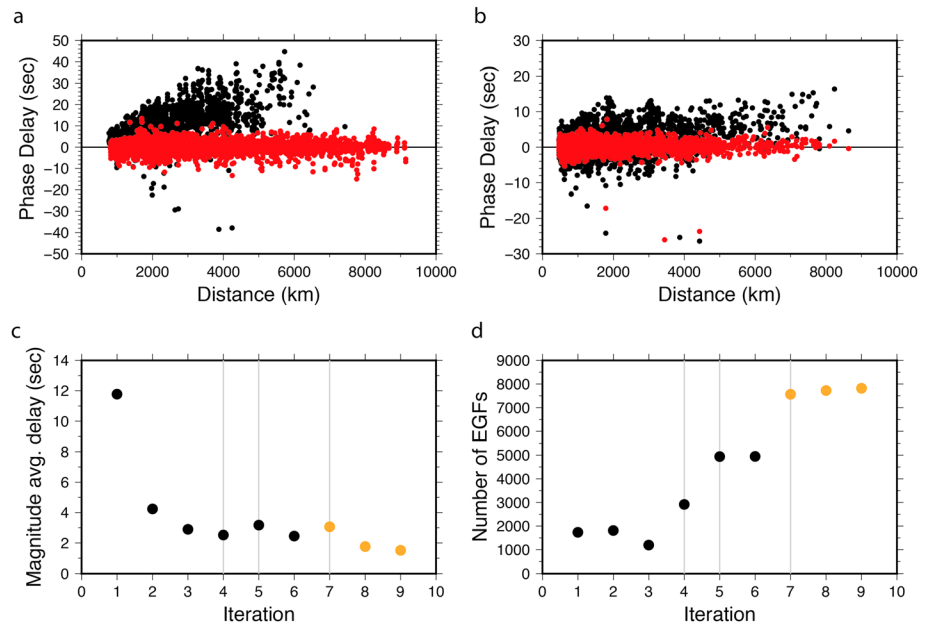 a
Phase Delay (sec)
50
40
30
20
10
0
−10
−20
−30
−40
−50
0 2000 4000 6000 8000 10000
Distance (km)
b
Phase Delay (sec)
30
20
10
0
−10
−20
−30
0 2000 4000 6000 8000 10000
Distance (km)
c
Magnitude avg. delay (sec)
14
12
10
8
6
4
2
0
0 1 2 3 4 5 6 7 8 9 10
Iteration
d
Number of EGFs
9000
8000
7000
6000
5000
4000
3000
2000
1000
0
0 1 2 3 4 5 6 7 8 9 10
Iteration